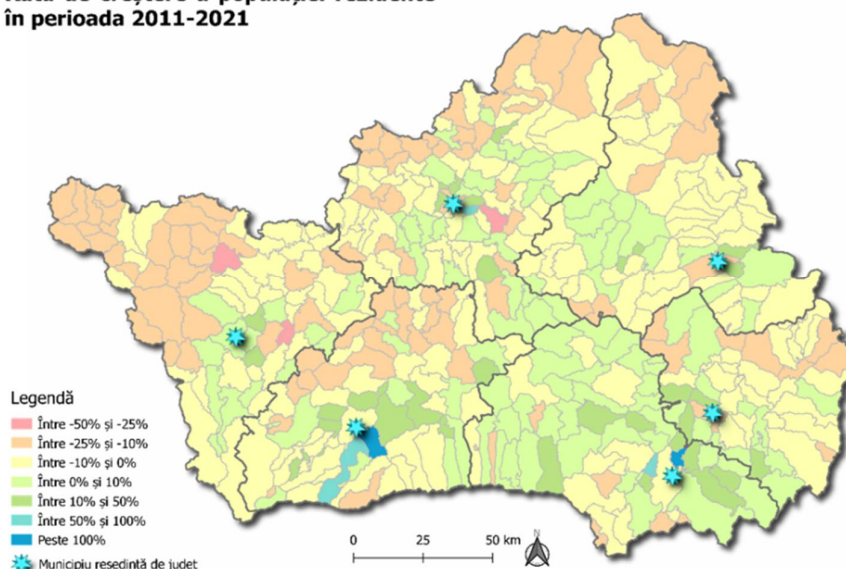 în perioada 2011-2021
Legendă
Între -50% și -25%
Între -25% și -10%
Între -10% și 0%
Între 0% și 10%
Între 10% și 50%
Între 50% și 100%
Peste 100%
Municipiu reședință de județ
0 25 50 km
N